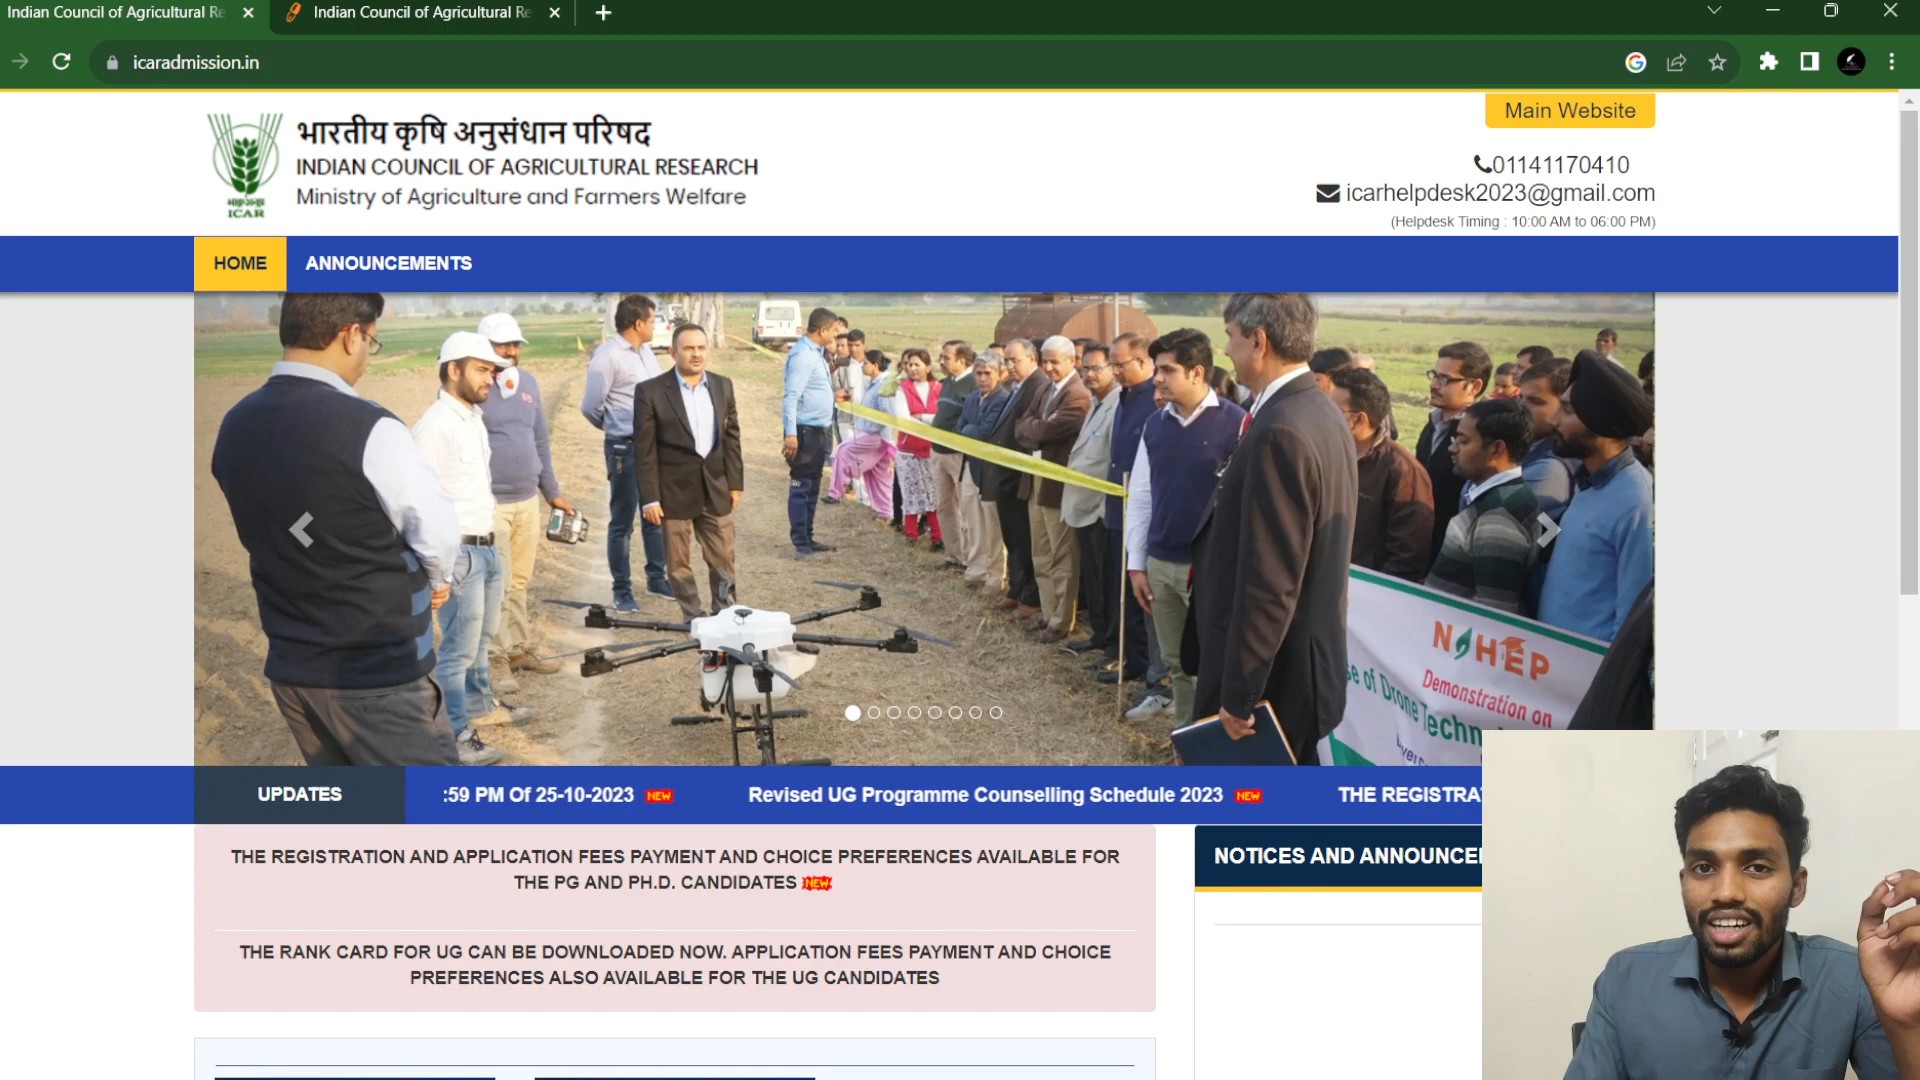 Indian Council of Agricultural Re
Indian Council of Agricultural Re
icaradmission.in
Main Website
भारतीय कृषि अनुसंधान परिषद
INDIAN COUNCIL OF AGRICULTURAL RESEARCH
Ministry of Agriculture and Farmers Welfare
ICAR
01141170410
icarhelpdesk2023@gmail.com
(Helpdesk Timing : 10:00 AM to 06:00 PM)
HOME
ANNOUNCEMENTS
NAHEP
Demonstration on
se of Drone Techn
UPDATES
:59 PM Of 25-10-2023 NEW
Revised UG Programme Counselling Schedule 2023 NEW
THE REGISTRA
THE REGISTRATION AND APPLICATION FEES PAYMENT AND CHOICE PREFERENCES AVAILABLE FOR
THE PG AND PH.D. CANDIDATES NEW
THE RANK CARD FOR UG CAN BE DOWNLOADED NOW. APPLICATION FEES PAYMENT AND CHOICE
PREFERENCES ALSO AVAILABLE FOR THE UG CANDIDATES
NOTICES AND ANNOUNCE